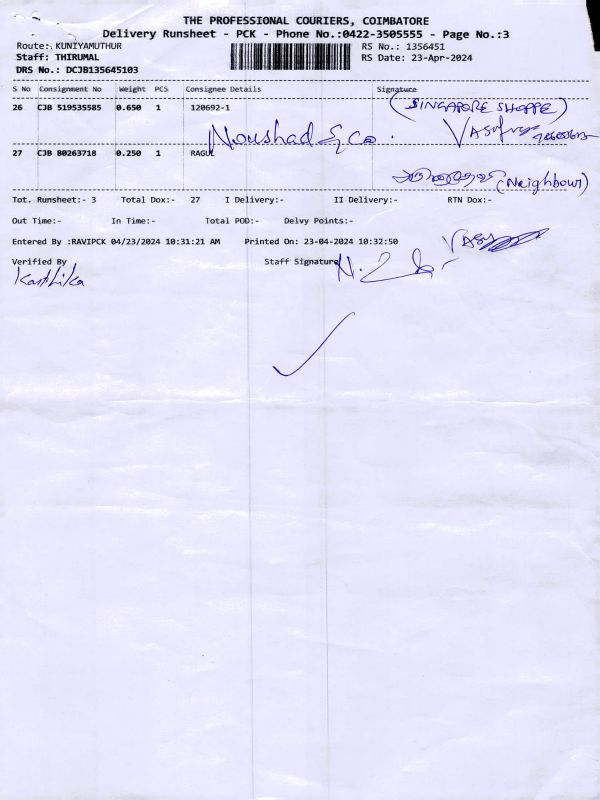 THE PROFESSIONAL COURIERS, COIMBATORE
Delivery Runsheet - PCK - Phone No.:0422-3505555 - Page No.:3
Route:. KUNIYAMUTHUR RS No.: 1356451
Staff: THIRUMAL RS Date: 23-Apr-2024
DRS No.: DCJB135645103
S No Consignment No Weight PCS Consignee Details Signature
26 CJB 519535585 0.650 1 120692-1 (SINGAPORE SHOPPE)
Noushad & Co. VASU
27 CJB 80263718 0.250 1 RAGUL
(Neighbour)
Tot. Runsheet:- 3 Total Dox:- 27 I Delivery:- II Delivery:- RTN Dox:-
Out Time:- In Time:- Total POD:- Delvy Points:-
Entered By :RAVIPCK 04/23/2024 10:31:21 AM Printed On: 23-04-2024 10:32:50
VASU
Verified By Staff Signature
Karthika